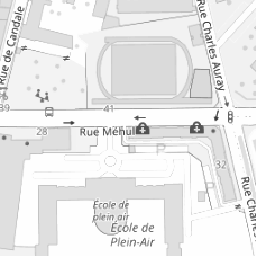 Rue de Candale
Rue Charles Auray
39
41
28
Rue Méhul
32
École de
plein air
École de
Plein-Air
Rue Charles